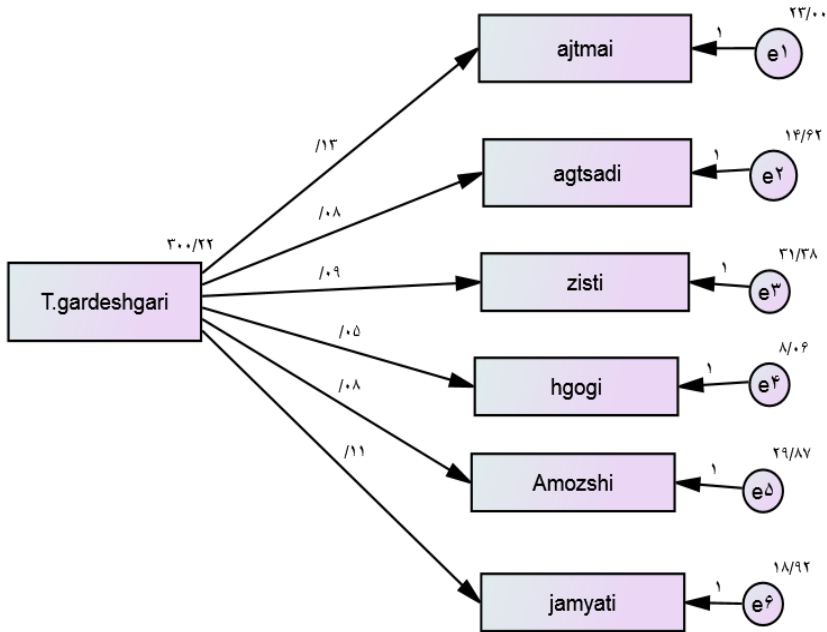 ۲۳/۰۰
ajtmai
۱
e۱
/۱۳
۱۴/۶۲
agtsadi
۱
e۲
/۰۸
۳۰۰/۲۲
T.gardeshgari
/۰۹
zisti
۱
۳۱/۳۸
e۳
/۰۵
hgogi
۱
۸/۰۶
e۴
/۰۸
Amozshi
۱
۲۹/۸۷
e۵
/۱۱
jamyati
۱
۱۸/۹۲
e۶